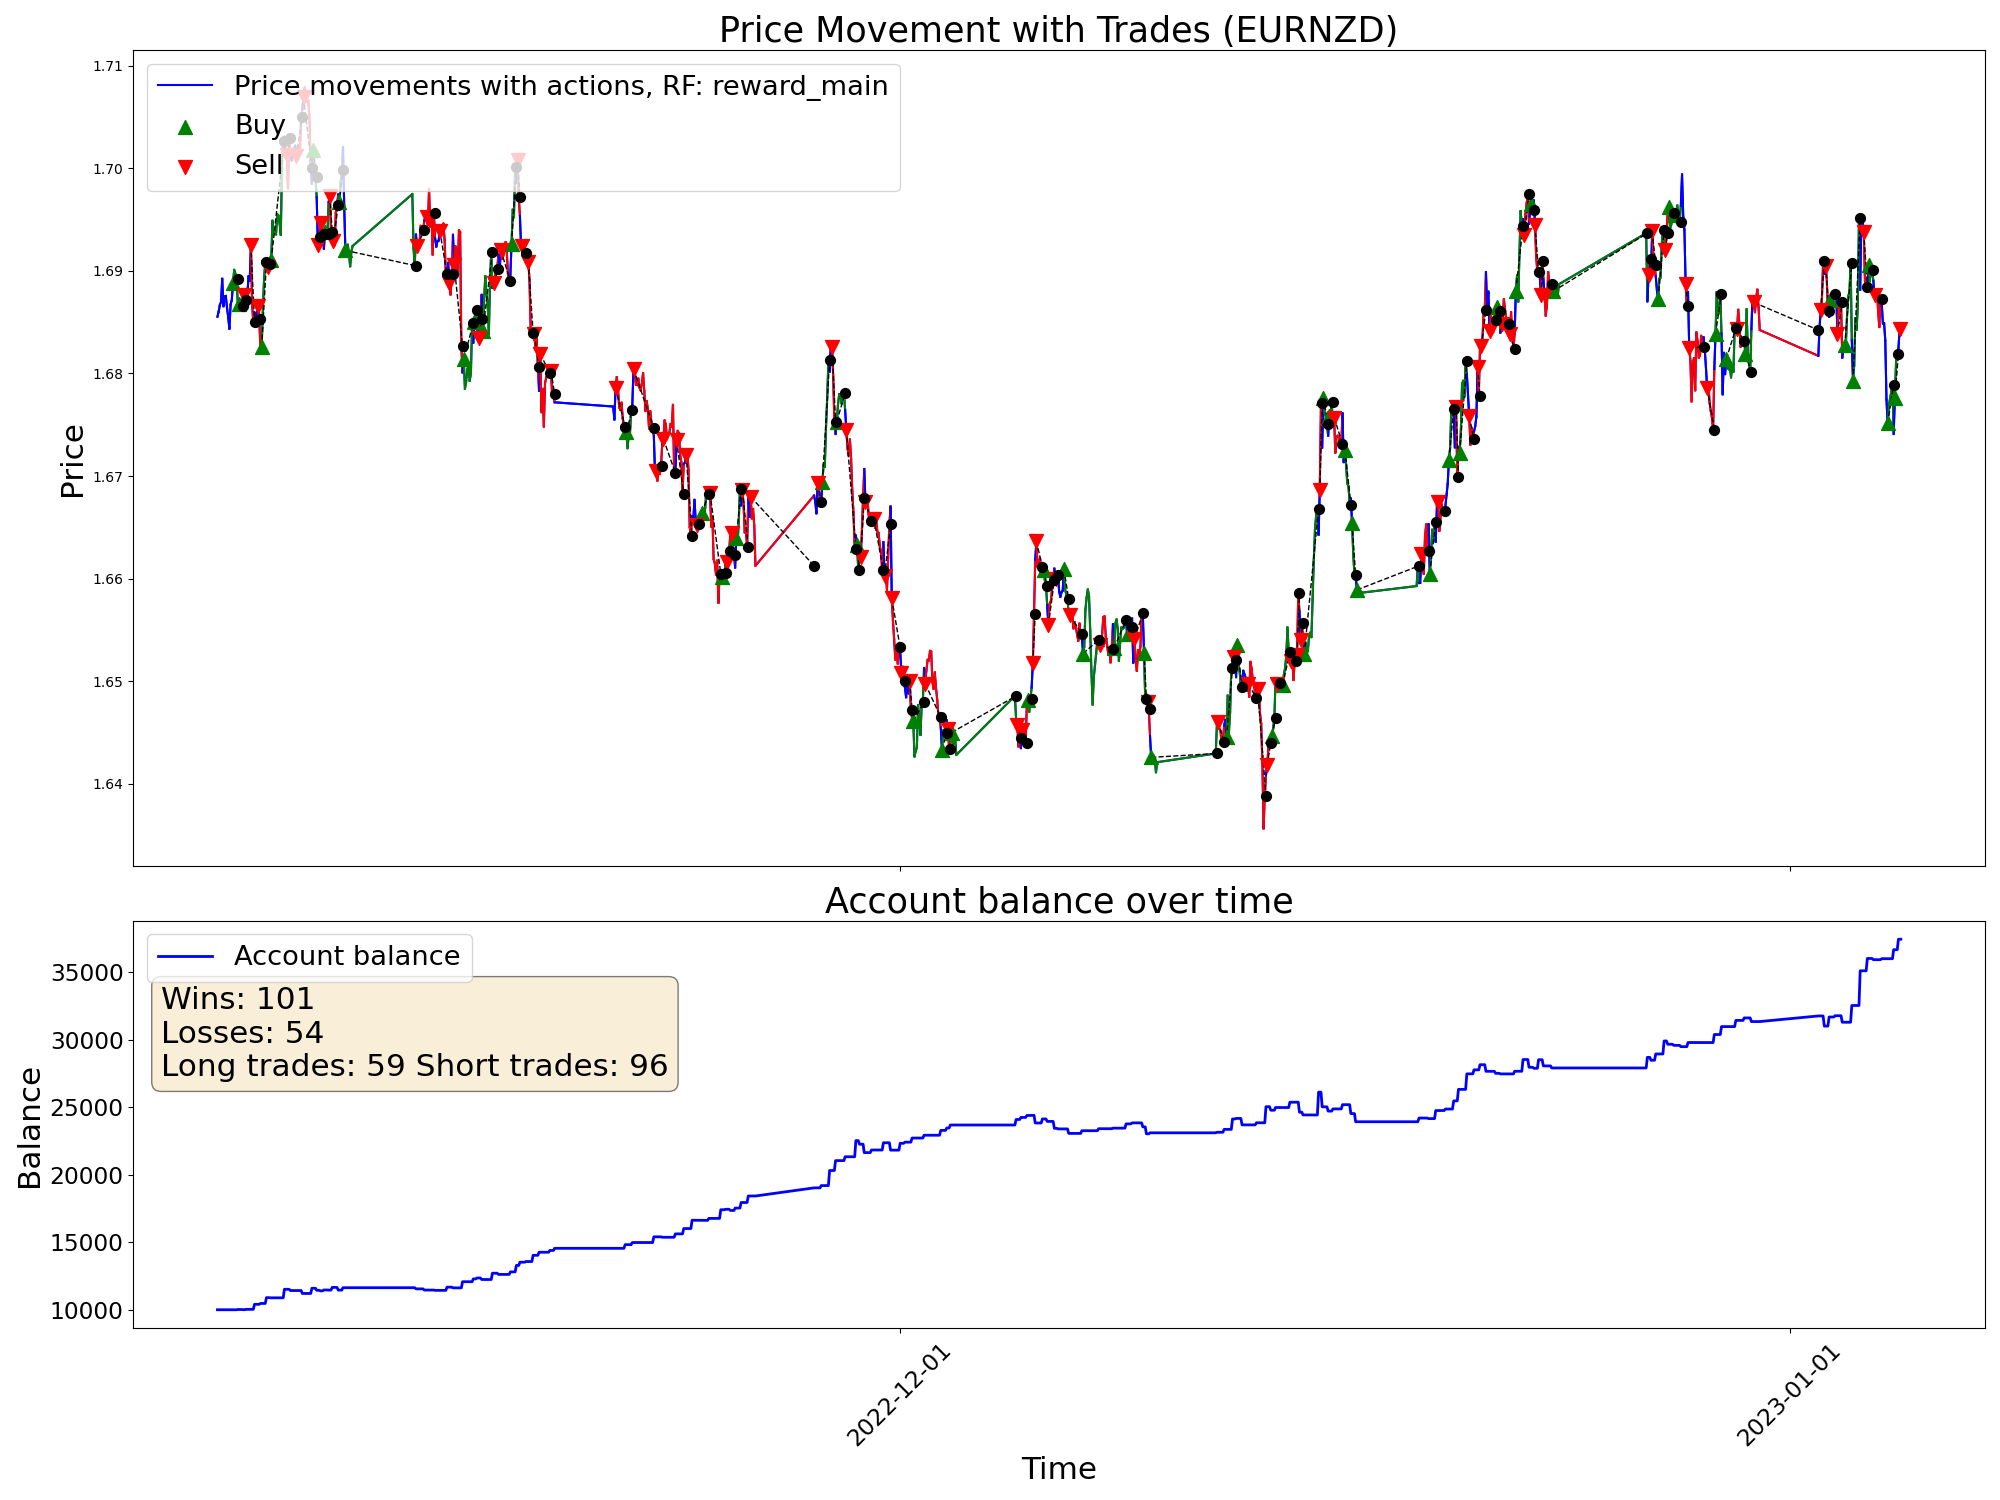 Price Movement with Trades (EURNZD)
Price movements with actions, RF: reward_main
Buy
Sell
1.71
1.70
1.69
1.68
1.67
1.66
1.65
1.64
Price
Account balance over time
Account balance
Wins: 101
Losses: 54
Long trades: 59 Short trades: 96
35000
30000
25000
20000
15000
10000
Balance
2022-12-01
2023-01-01
Time